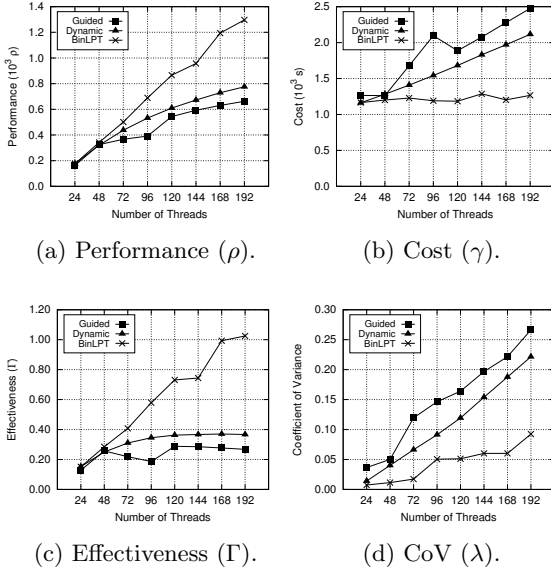 1.4
1.2
1.0
0.8
0.6
0.4
0.2
0.0
Performance (10³ ρ)
Guided
Dynamic
BinLPT
24 48 72 96 120 144 168 192
Number of Threads
(a) Performance (ρ).
2.5
2.0
1.5
1.0
0.5
0.0
Cost (10³ s)
Guided
Dynamic
BinLPT
24 48 72 96 120 144 168 192
Number of Threads
(b) Cost (γ).
1.20
1.00
0.80
0.60
0.40
0.20
0.00
Effectiveness (Γ)
Guided
Dynamic
BinLPT
24 48 72 96 120 144 168 192
Number of Threads
(c) Effectiveness (Γ).
0.30
0.25
0.20
0.15
0.10
0.05
0.00
Coefficient of Variance
Guided
Dynamic
BinLPT
24 48 72 96 120 144 168 192
Number of Threads
(d) CoV (λ).